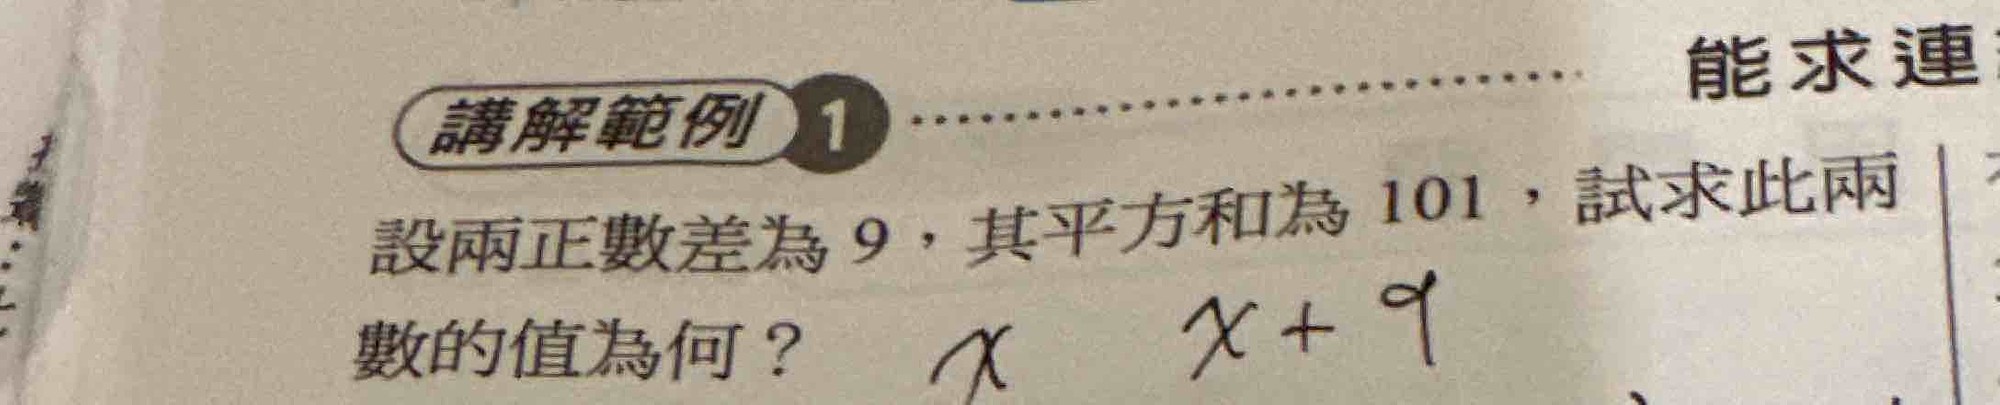 能求連
講解範例 1
設兩正數差為 9，其平方和為 101，試求此兩
數的值為何？ x x+9